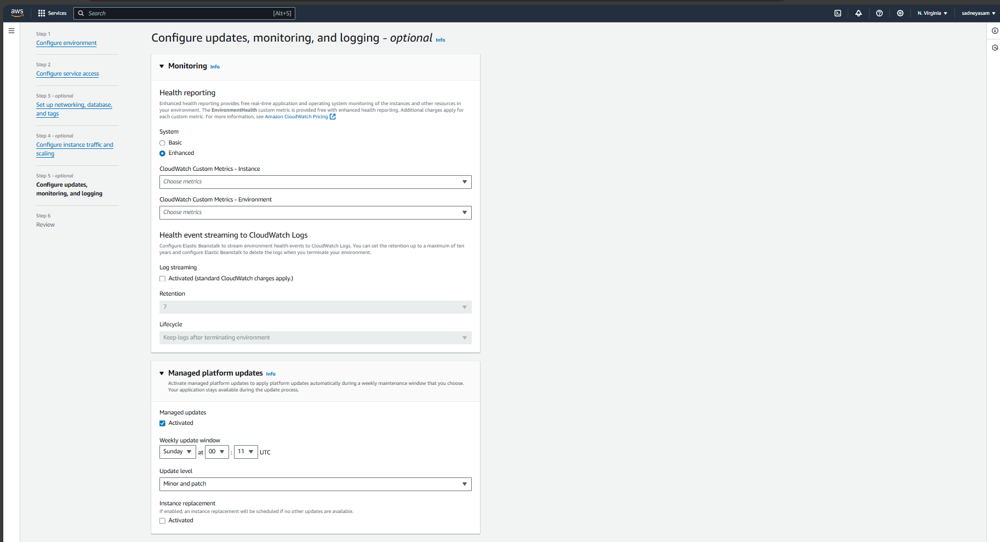 aws
Services
Search
[Alt+S]
N. Virginia
sadneyasam
Step 1
Configure environment
Step 2
Configure service access
Step 3 - optional
Set up networking, database,
and tags
Step 4 - optional
Configure instance traffic and
scaling
Step 5 - optional
Configure updates,
monitoring, and logging
Step 6
Review
Configure updates, monitoring, and logging - optional Info
Monitoring Info
Health reporting
Enhanced health reporting provides free real-time application and operating system monitoring of the instances and other resources in
your environment. The EnvironmentHealth custom metric is provided free with enhanced health reporting. Additional charges apply for
each custom metric. For more information, see Amazon CloudWatch Pricing
System
Basic
Enhanced
CloudWatch Custom Metrics - Instance
Choose metrics
CloudWatch Custom Metrics - Environment
Choose metrics
Health event streaming to CloudWatch Logs
Configure Elastic Beanstalk to stream environment health events to CloudWatch Logs. You can set the retention up to a maximum of ten
years and configure Elastic Beanstalk to delete the logs when you terminate your environment.
Log streaming
Activated (standard CloudWatch charges apply.)
Retention
7
Lifecycle
Keep logs after terminating environment
Managed platform updates Info
Activate managed platform updates to apply platform updates automatically during a weekly maintenance window that you choose.
Your application stays available during the update process.
Managed updates
Activated
Weekly update window
Sunday at 00 : 11 UTC
Update level
Minor and patch
Instance replacement
If enabled, an instance replacement will be scheduled if no other updates are available.
Activated